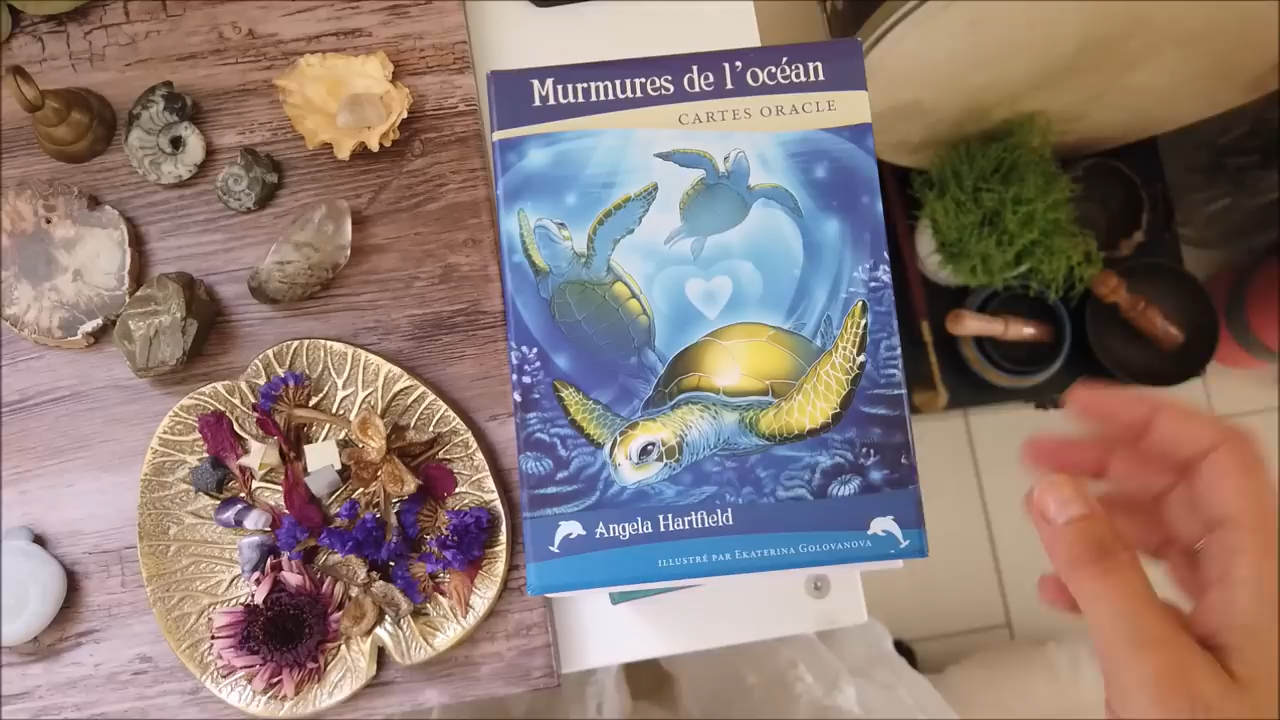 Murmures de l'océan
CARTES ORACLE
Angela Hartfield
ILLUSTRÉ PAR EKATERINA GOLOVANOVA